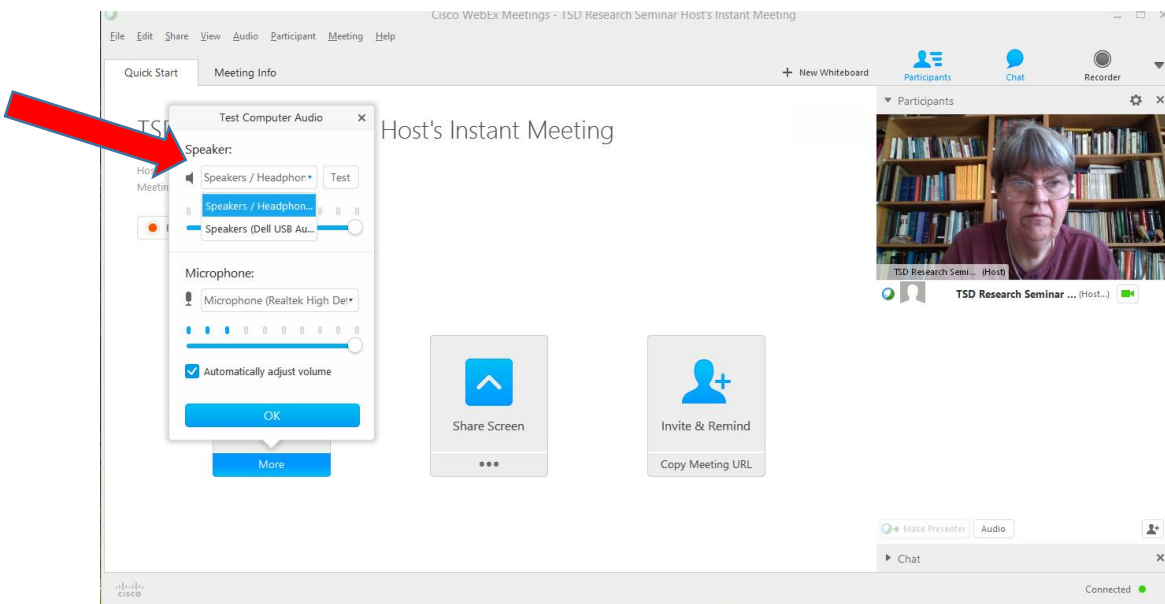 Cisco WebEx Meetings - TSD Research Seminar Host's Instant Meeting
File Edit Share View Audio Participant Meeting Help
Quick Start Meeting Info + New Whiteboard Participants Chat Recorder
Participants
Test Computer Audio
Host's Instant Meeting
Speaker:
Speakers / Headphon... Test
Speakers / Headphon...
Speakers (Dell USB Au...
Microphone:
Microphone (Realtek High De
Automatically adjust volume
OK
More
Share Screen
Invite & Remind
Copy Meeting URL
TSD Research Semi... (Host)
TSD Research Seminar ... (Host...)
Make Presenter Audio
Chat
cisco
Connected